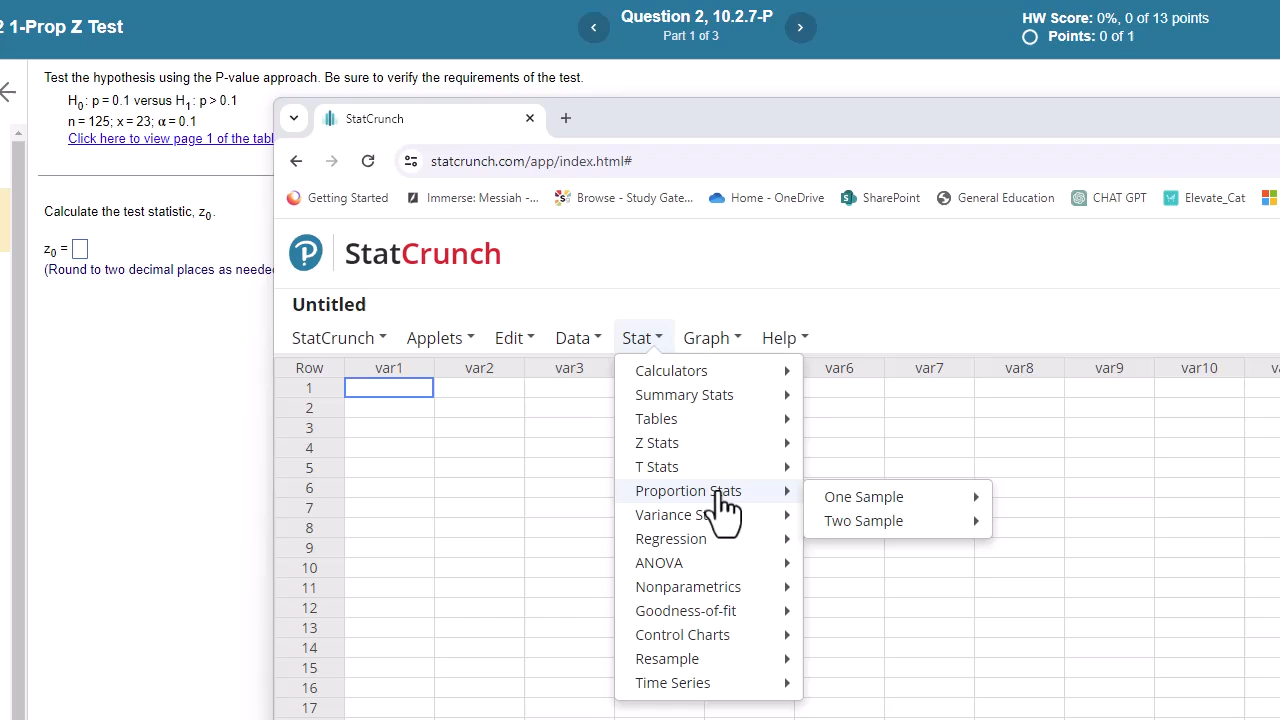 2 1-Prop Z Test
Question 2, 10.2.7-P
Part 1 of 3
HW Score: 0%, 0 of 13 points
Points: 0 of 1
Test the hypothesis using the P-value approach. Be sure to verify the requirements of the test.
H0: p = 0.1 versus H1: p > 0.1
n = 125; x = 23; α = 0.1
Click here to view page 1 of the tabl
Calculate the test statistic, z0.
z0 =
(Round to two decimal places as neede
StatCrunch
statcrunch.com/app/index.html#
Getting Started
Immerse: Messiah -...
Browse - Study Gate...
Home - OneDrive
SharePoint
General Education
CHAT GPT
Elevate_Cat
P StatCrunch
Untitled
StatCrunch Applets Edit Data Stat Graph Help
Row var1 var2 var3 var6 var7 var8 var9 var10
1
2
3
4
5
6
7
8
9
10
11
12
13
14
15
16
17
Calculators
Summary Stats
Tables
Z Stats
T Stats
Proportion Stats
Variance
Regression
ANOVA
Nonparametrics
Goodness-of-fit
Control Charts
Resample
Time Series
One Sample
Two Sample